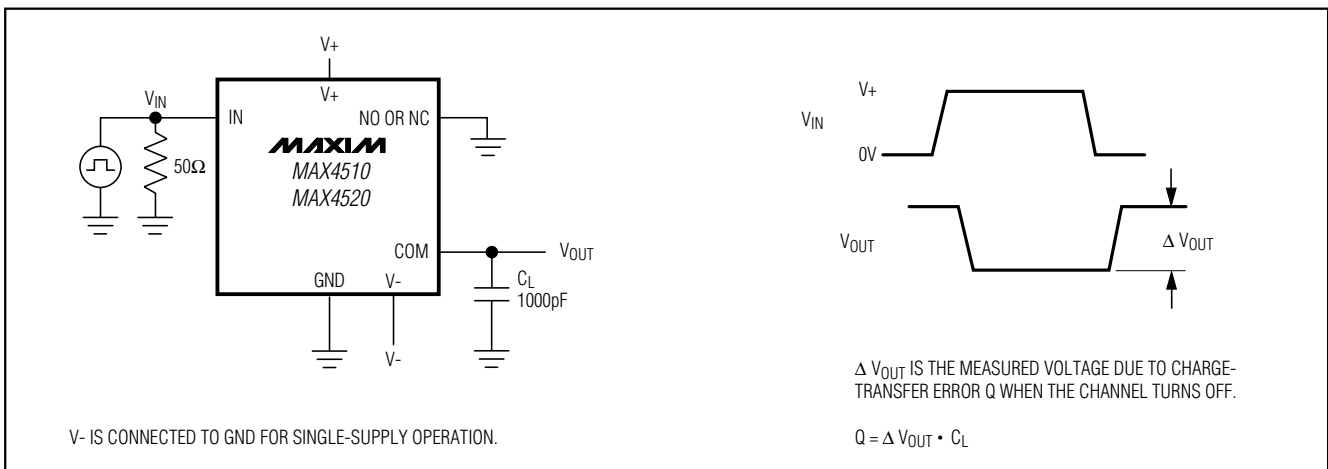 V+
V+
VIN
IN
NO OR NC
50Ω
MAXIM
MAX4510
MAX4520
COM
VOUT
CL
1000pF
GND
V-
V-
V- IS CONNECTED TO GND FOR SINGLE-SUPPLY OPERATION.
V+
VIN
0V
VOUT
Δ VOUT
Δ VOUT IS THE MEASURED VOLTAGE DUE TO CHARGE-
TRANSFER ERROR Q WHEN THE CHANNEL TURNS OFF.
Q = Δ VOUT • CL